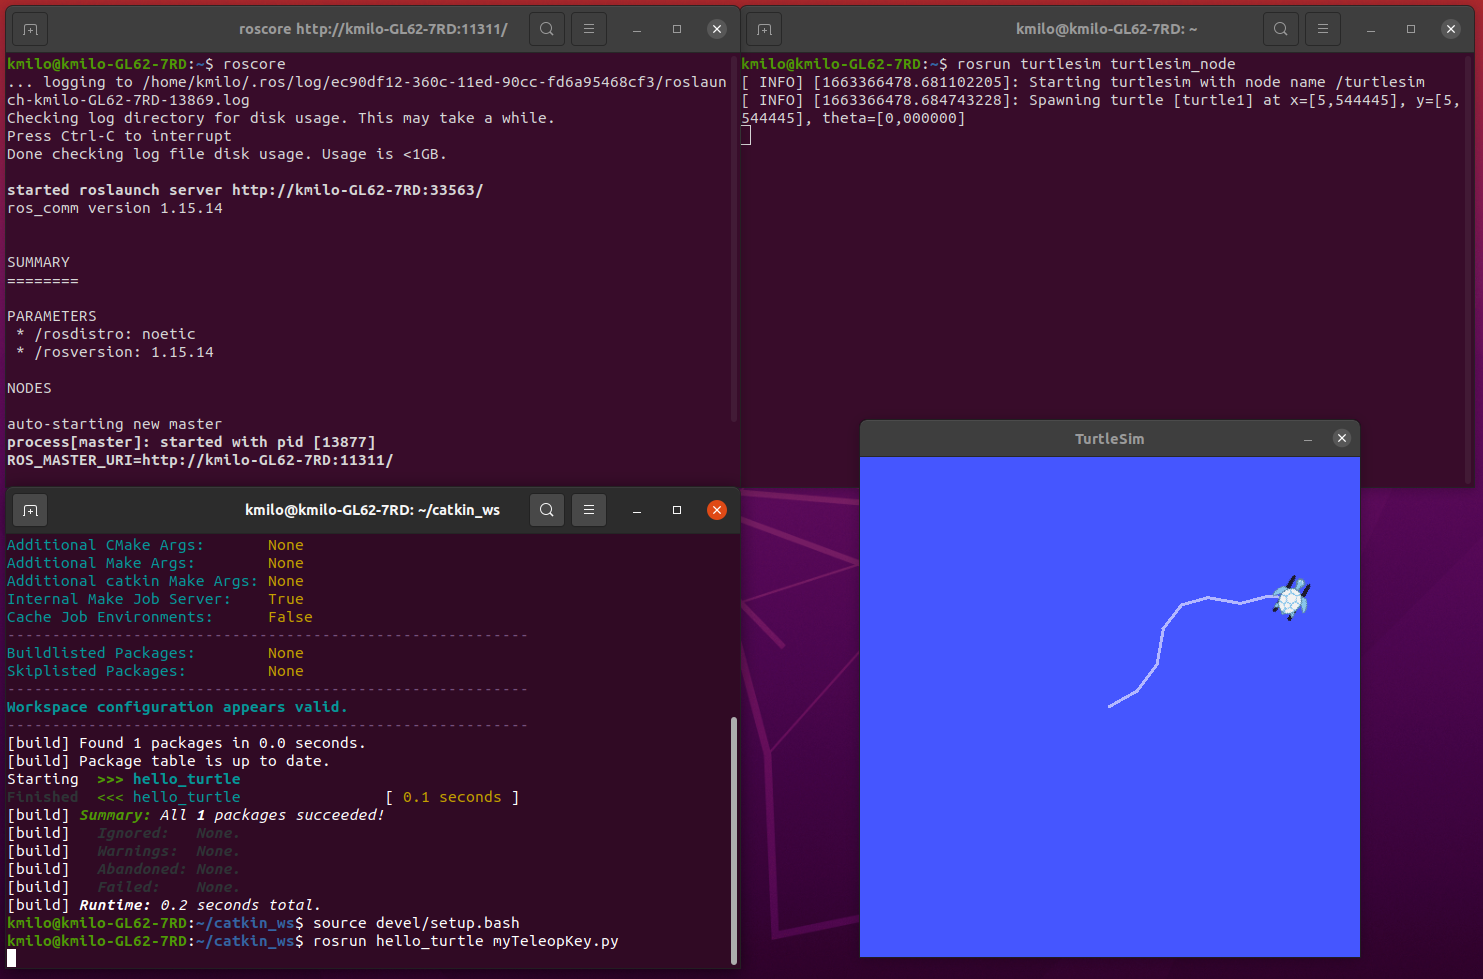 roscore http://kmilo-GL62-7RD:11311/
kmilo@kmilo-GL62-7RD:~$ roscore
... logging to /home/kmilo/.ros/log/ec90df12-360c-11ed-90cc-fd6a95468cf3/roslaun
ch-kmilo-GL62-7RD-13869.log
Checking log directory for disk usage. This may take a while.
Press Ctrl-C to interrupt
Done checking log file disk usage. Usage is <1GB.
started roslaunch server http://kmilo-GL62-7RD:33563/
ros_comm version 1.15.14
SUMMARY
========
PARAMETERS
 * /rosdistro: noetic
 * /rosversion: 1.15.14
NODES
auto-starting new master
process[master]: started with pid [13877]
ROS_MASTER_URI=http://kmilo-GL62-7RD:11311/
kmilo@kmilo-GL62-7RD: ~
kmilo@kmilo-GL62-7RD:~$ rosrun turtlesim turtlesim_node
[ INFO] [1663366478.681102205]: Starting turtlesim with node name /turtlesim
[ INFO] [1663366478.684743228]: Spawning turtle [turtle1] at x=[5,544445], y=[5,
544445], theta=[0,000000]
kmilo@kmilo-GL62-7RD: ~/catkin_ws
Additional CMake Args:       None
Additional Make Args:        None
Additional catkin Make Args: None
Internal Make Job Server:    True
Cache Job Environments:      False
----------------------------------------------------------
Buildlisted Packages:        None
Skiplisted Packages:         None
----------------------------------------------------------
Workspace configuration appears valid.
----------------------------------------------------------
[build] Found 1 packages in 0.0 seconds.
[build] Package table is up to date.
Starting  >>> hello_turtle
Finished  <<< hello_turtle                [ 0.1 seconds ]
[build] Summary: All 1 packages succeeded!
[build]   Ignored:   None.
[build]   Warnings:  None.
[build]   Abandoned: None.
[build]   Failed:    None.
[build] Runtime: 0.2 seconds total.
kmilo@kmilo-GL62-7RD:~/catkin_ws$ source devel/setup.bash
kmilo@kmilo-GL62-7RD:~/catkin_ws$ rosrun hello_turtle myTeleopKey.py
TurtleSim